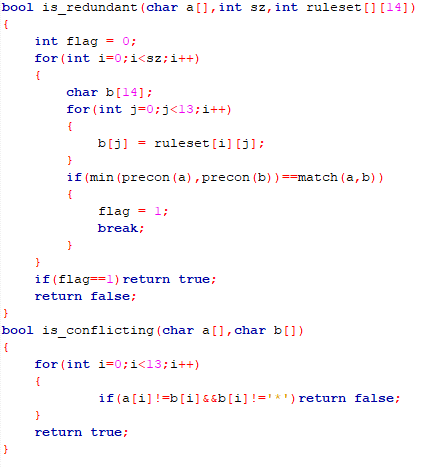 bool is_redundant(char a[],int sz,int ruleset[][14])
{
    int flag = 0;
    for(int i=0;i<sz;i++)
    {
        char b[14];
        for(int j=0;j<13;i++)
        {
            b[j] = ruleset[i][j];
        }
        if(min(precon(a),precon(b))==match(a,b))
        {
            flag = 1;
            break;
        }
    }
    if(flag==1)return true;
    return false;
}
bool is_conflicting(char a[],char b[])
{
    for(int i=0;i<13;i++)
    {
            if(a[i]!=b[i]&&b[i]!='*')return false;
    }
    return true;
}